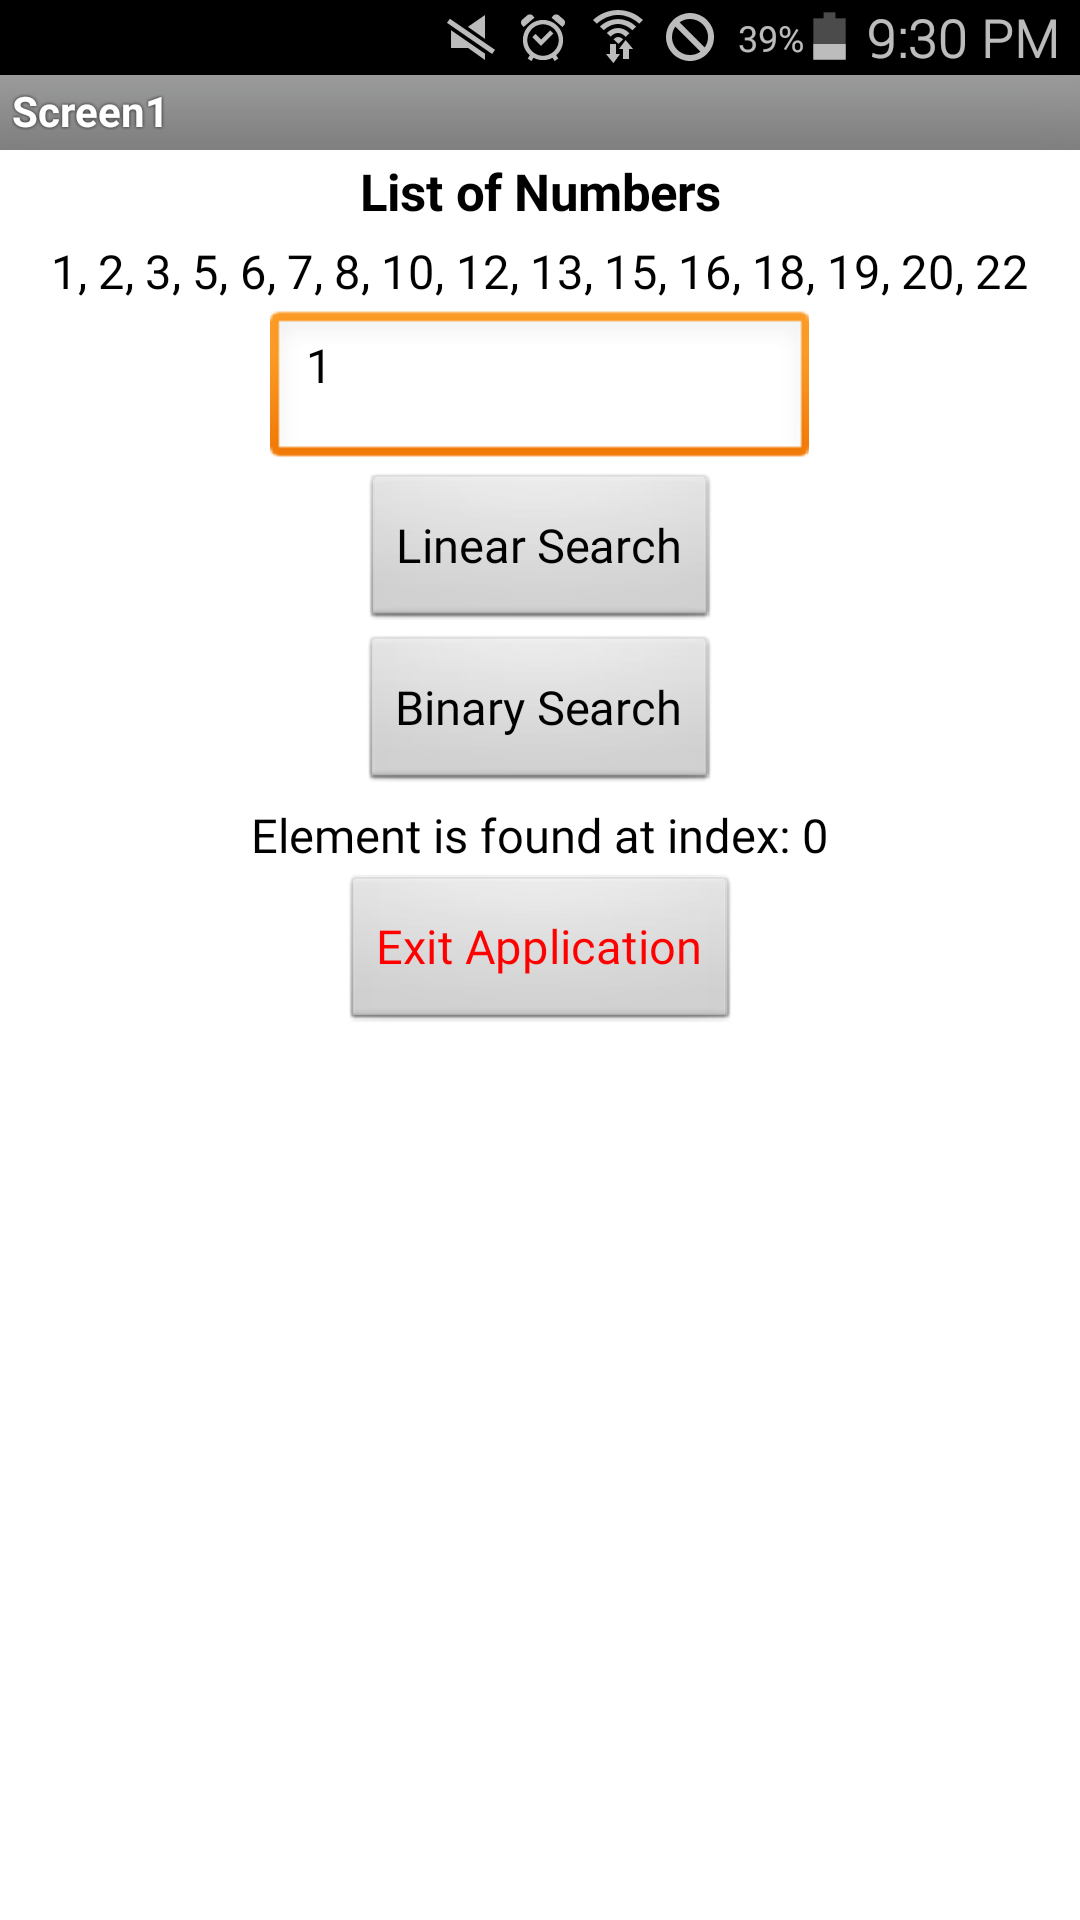 39% 9:30 PM
Screen1
List of Numbers
1, 2, 3, 5, 6, 7, 8, 10, 12, 13, 15, 16, 18, 19, 20, 22
1
Linear Search
Binary Search
Element is found at index: 0
Exit Application